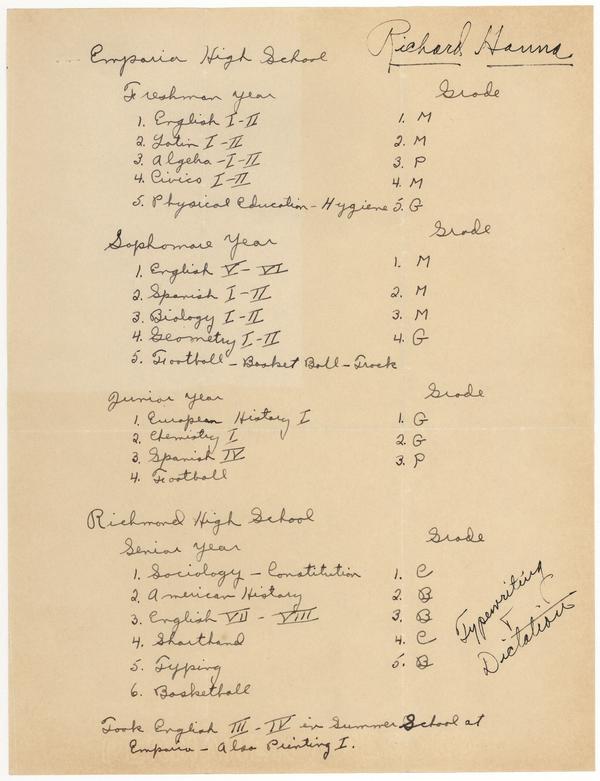 Emporia High School
Richard Hanna
Freshman Year Grade
1. English I-II 1. M
2. Latin I-II 2. M
3. Algebra-I-II 3. P
4. Civics I-II 4. M
5. Physical Education-Hygiene 5. G
Sophomore Year Grade
1. English V-VI 1. M
2. Spanish I-II 2. M
3. Biology I-II 3. M
4. Geometry I-II 4. G
5. Football-Basket Ball-Track
Junior Year Grade
1. European History I 1. G
2. Chemistry I 2. G
3. Spanish IV 3. P
4. Football
Richmond High School
Senior Year Grade
1. Sociology - Constitution 1. C
2. American History 2. B
3. English VII - VIII 3. B
4. Shorthand 4. C
5. Typing 5. B
6. Basketball
Typewriting
Dictation
Took English III-IV in Summer School at
Emporia - Also Printing I.